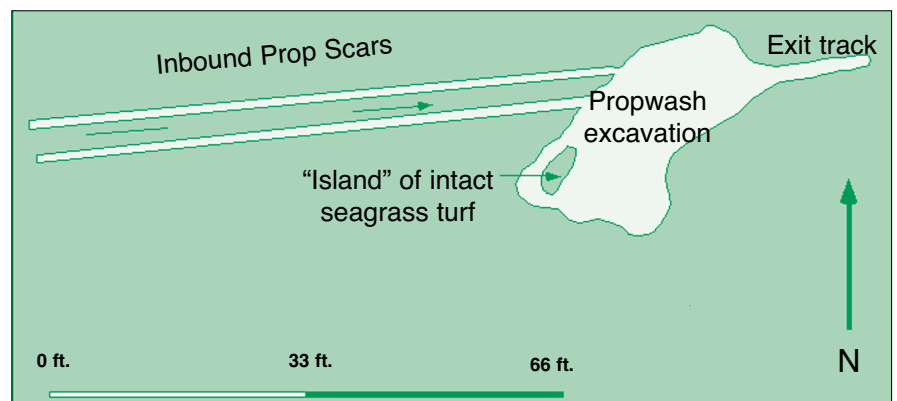 Inbound Prop Scars
Exit track
Propwash
excavation
“Island” of intact
seagrass turf
0 ft.
33 ft.
66 ft.
N